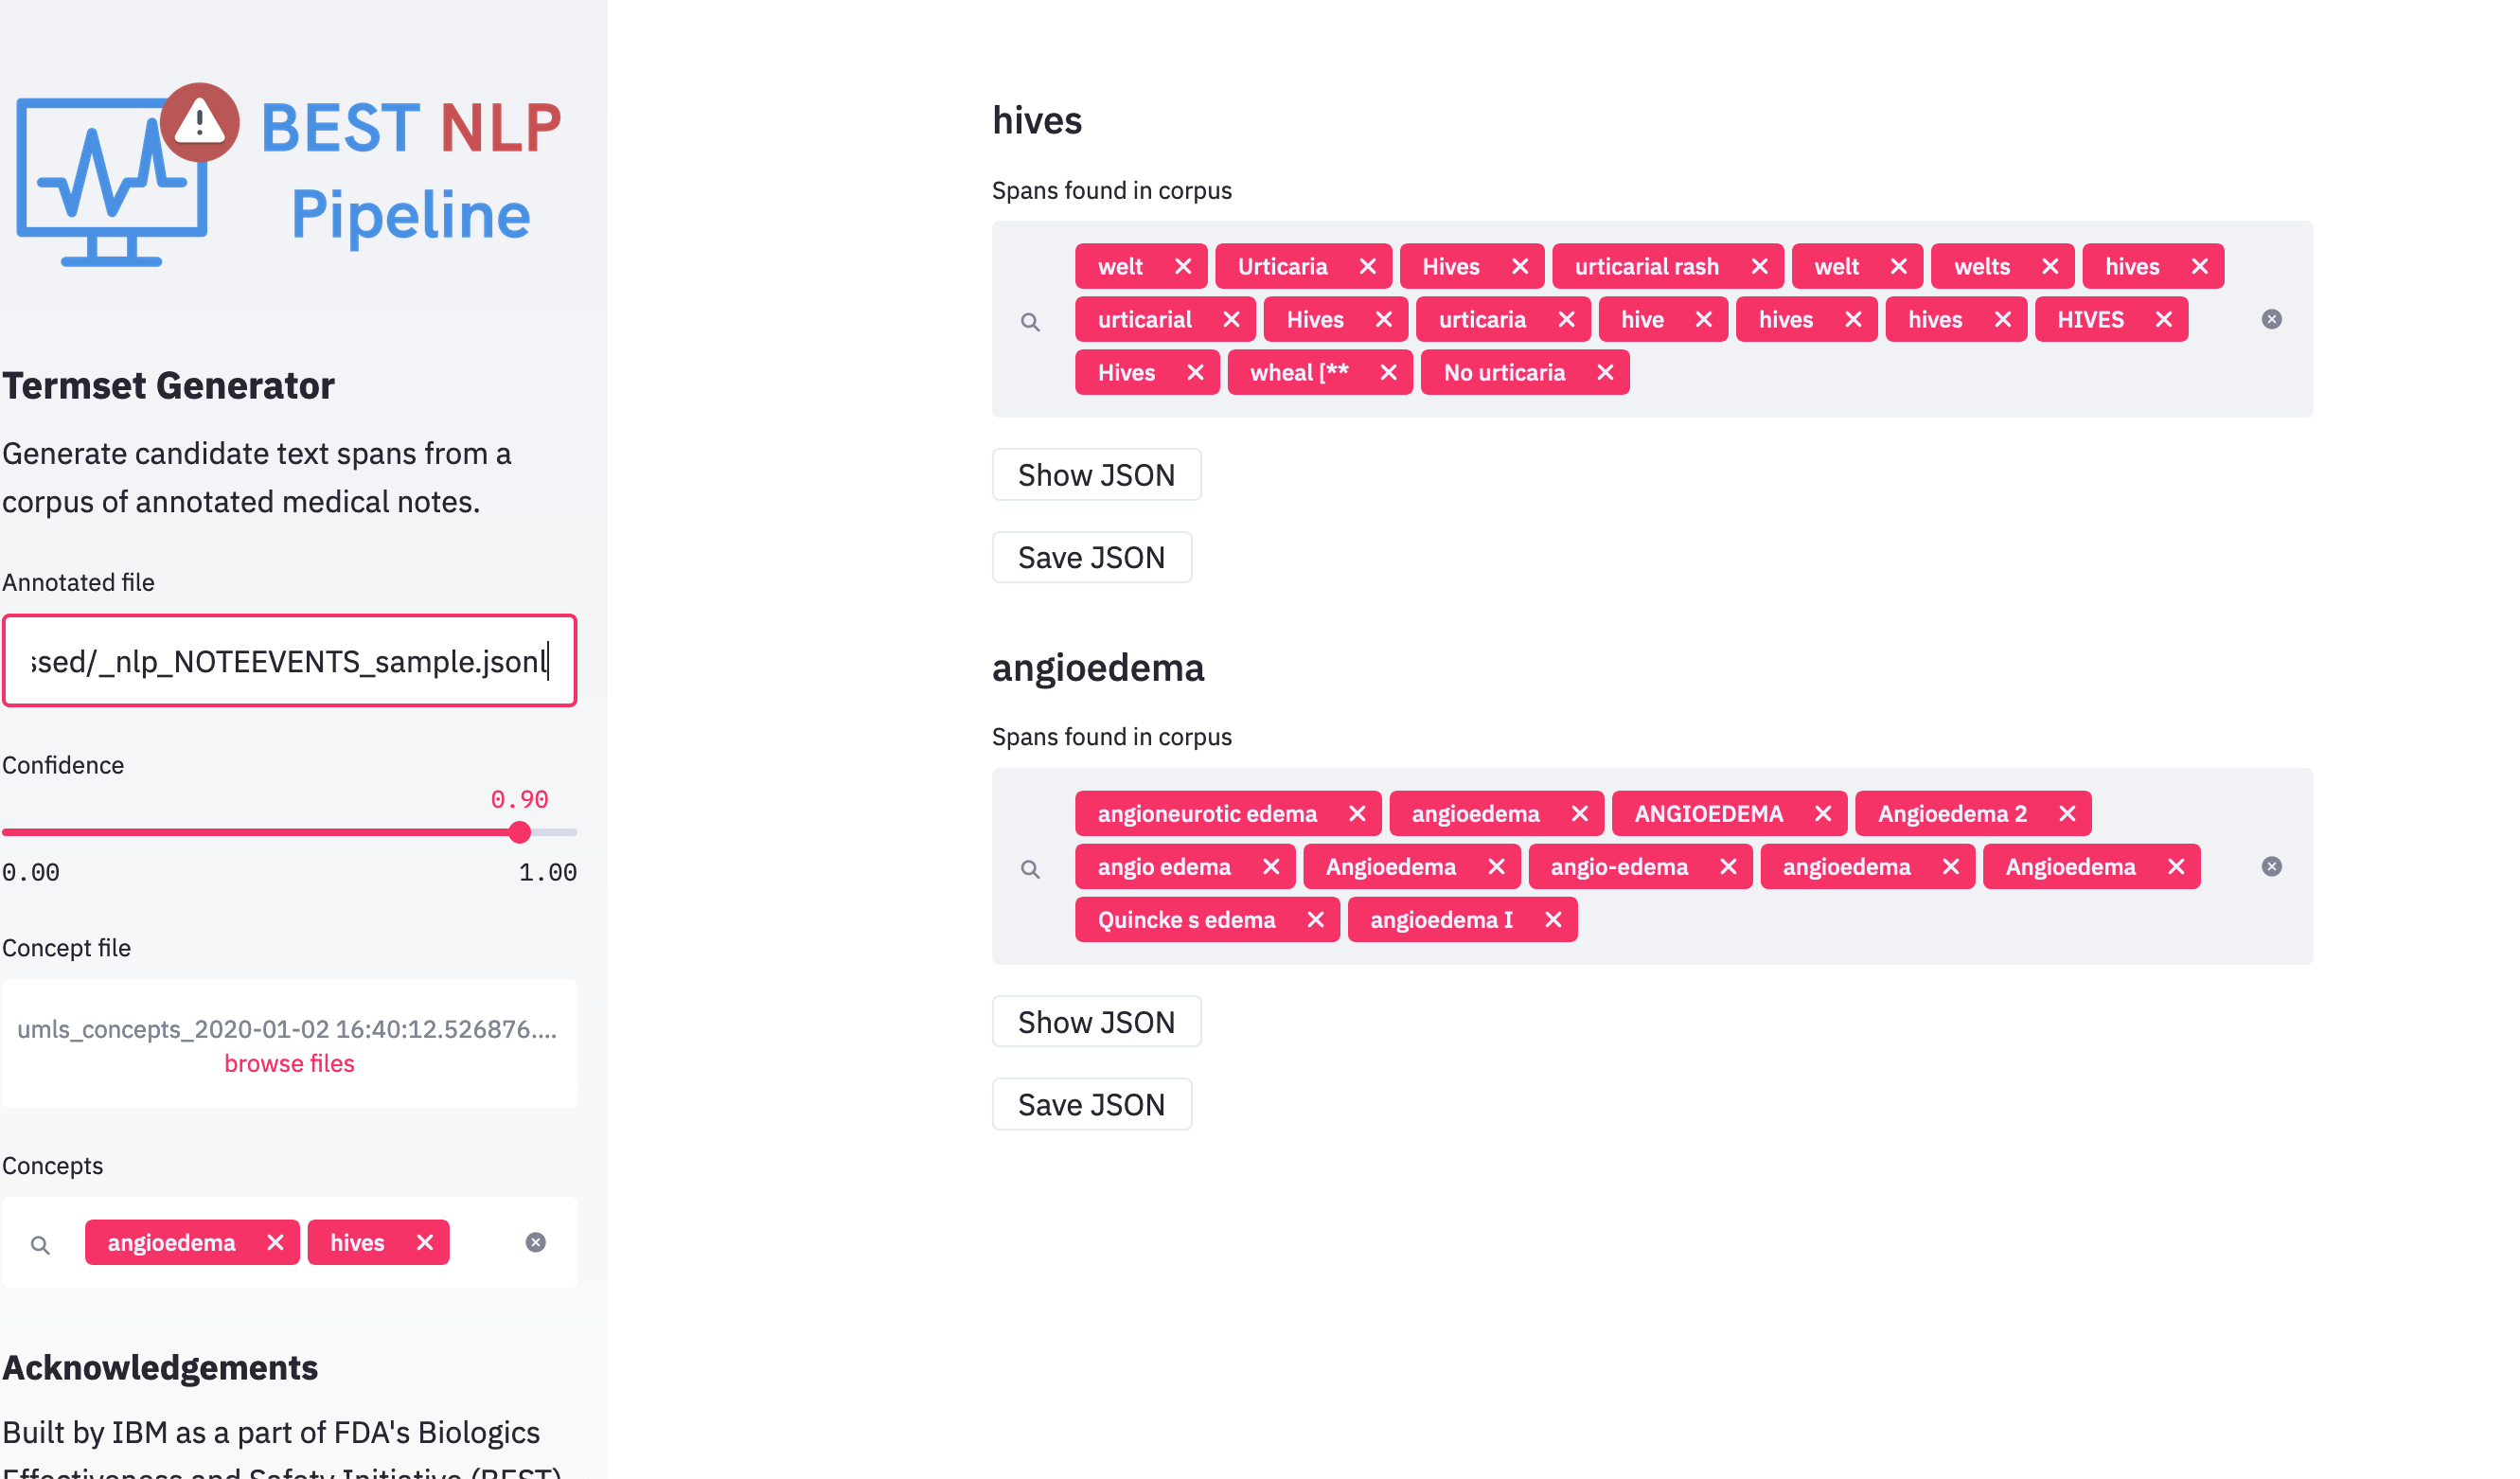 BEST NLP
Pipeline
Termset Generator
Generate candidate text spans from a
corpus of annotated medical notes.
Annotated file
ssed/_nlp_NOTEEVENTS_sample.jsonl
Confidence
0.90
0.00 1.00
Concept file
umls_concepts_2020-01-02 16:40:12.526876....
browse files
Concepts
angioedema hives
Acknowledgements
Built by IBM as a part of FDA's Biologics
Effectiveness and Safety Initiative (BEST)
hives
Spans found in corpus
welt Urticaria Hives urticarial rash welt welts hives
urticarial Hives urticaria hive hives hives HIVES
Hives wheal [** No urticaria
Show JSON
Save JSON
angioedema
Spans found in corpus
angioneurotic edema angioedema ANGIOEDEMA Angioedema 2
angio edema Angioedema angio-edema angioedema Angioedema
Quincke s edema angioedema I
Show JSON
Save JSON